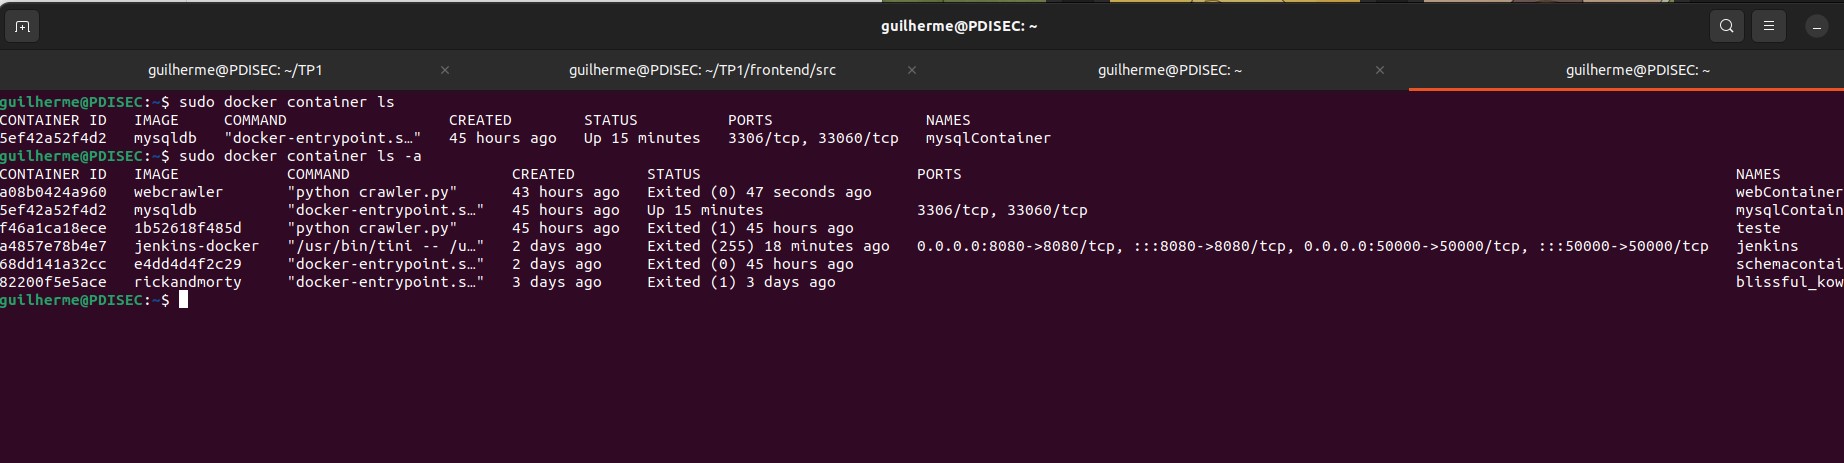 guilherme@PDISEC: ~
guilherme@PDISEC: ~/TP1 × guilherme@PDISEC: ~/TP1/frontend/src × guilherme@PDISEC: ~ × guilherme@PDISEC: ~
guilherme@PDISEC:~$ sudo docker container ls
CONTAINER ID IMAGE COMMAND CREATED STATUS PORTS NAMES
5ef42a52f4d2 mysqldb "docker-entrypoint.s…" 45 hours ago Up 15 minutes 3306/tcp, 33060/tcp mysqlContainer
guilherme@PDISEC:~$ sudo docker container ls -a
CONTAINER ID IMAGE COMMAND CREATED STATUS PORTS NAMES
a08b0424a960 webcrawler "python crawler.py" 43 hours ago Exited (0) 47 seconds ago webContainer
5ef42a52f4d2 mysqldb "docker-entrypoint.s…" 45 hours ago Up 15 minutes 3306/tcp, 33060/tcp mysqlContain
f46a1ca18ece 1b52618f485d "python crawler.py" 45 hours ago Exited (1) 45 hours ago teste
a4857e78b4e7 jenkins-docker "/usr/bin/tini -- /u…" 2 days ago Exited (255) 18 minutes ago 0.0.0.0:8080->8080/tcp, :::8080->8080/tcp, 0.0.0.0:50000->50000/tcp, :::50000->50000/tcp jenkins
68dd141a32cc e4dd4d4f2c29 "docker-entrypoint.s…" 2 days ago Exited (0) 45 hours ago schemacontai
82200f5e5ace rickandmorty "docker-entrypoint.s…" 3 days ago Exited (1) 3 days ago blissful_kow
guilherme@PDISEC:~$